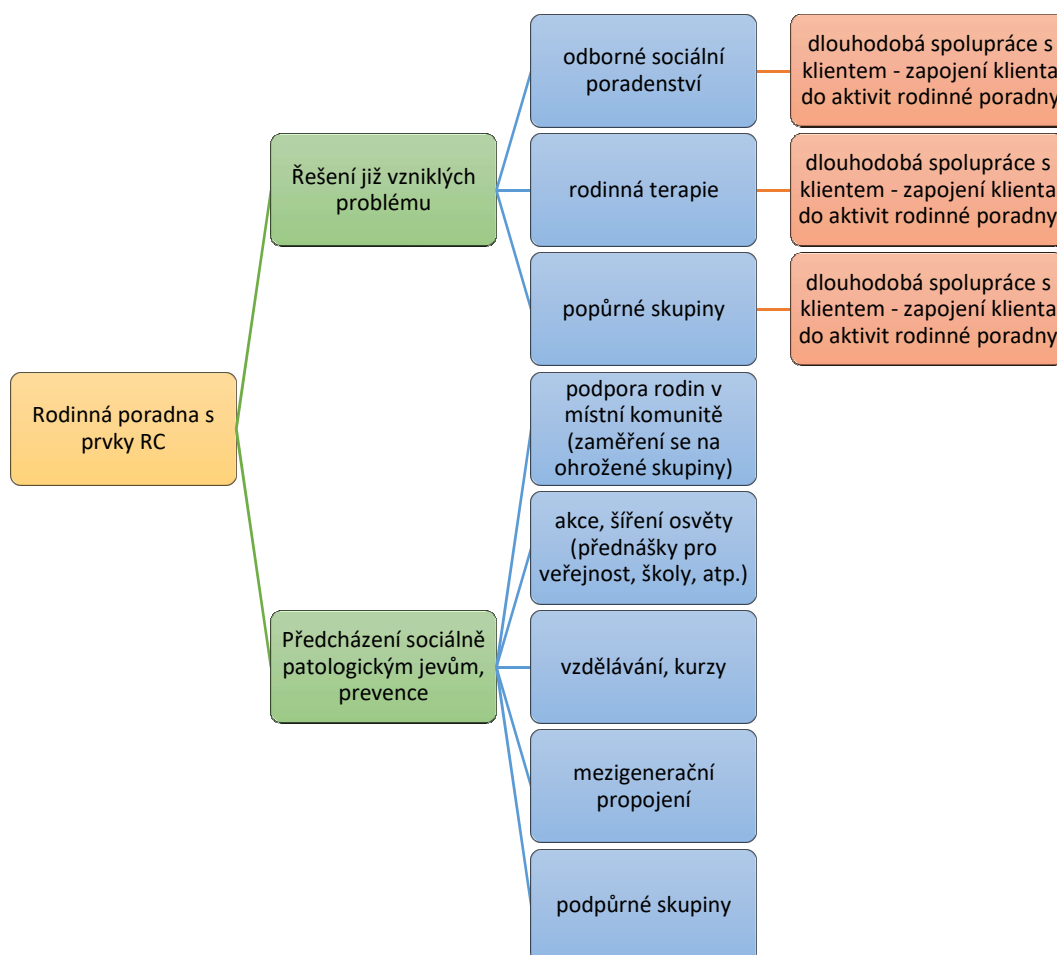 Rodinná poradna s
prvky RC
Řešení již vzniklých
problému
odborné sociální
poradenství
dlouhodobá spolupráce s
klientem - zapojení klienta
do aktivit rodinné poradny
rodinná terapie
dlouhodobá spolupráce s
klientem - zapojení klienta
do aktivit rodinné poradny
popůrné skupiny
dlouhodobá spolupráce s
klientem - zapojení klienta
do aktivit rodinné poradny
Předcházení sociálně
patologickým jevům,
prevence
podpora rodin v
místní komunitě
(zaměření se na
ohrožené skupiny)
akce, šíření osvěty
(přednášky pro
veřejnost, školy, atp.)
vzdělávání, kurzy
mezigenerační
propojení
podpůrné skupiny